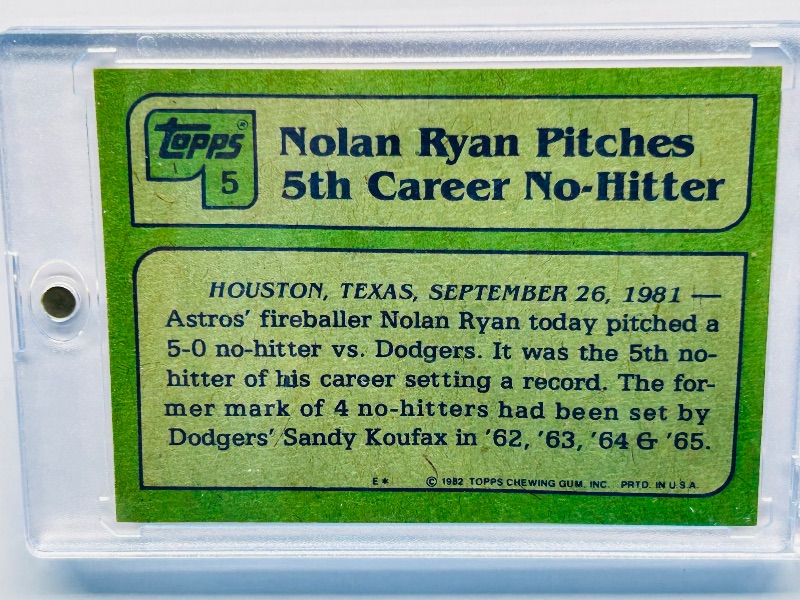 topps®
5
Nolan Ryan Pitches
5th Career No-Hitter
HOUSTON, TEXAS, SEPTEMBER 26, 1981 —
Astros' fireballer Nolan Ryan today pitched a
5-0 no-hitter vs. Dodgers. It was the 5th no-
hitter of his career setting a record. The for-
mer mark of 4 no-hitters had been set by
Dodgers' Sandy Koufax in '62, '63, '64 & '65.
E* © 1982 TOPPS CHEWING GUM, INC. PRTD. IN U.S.A.